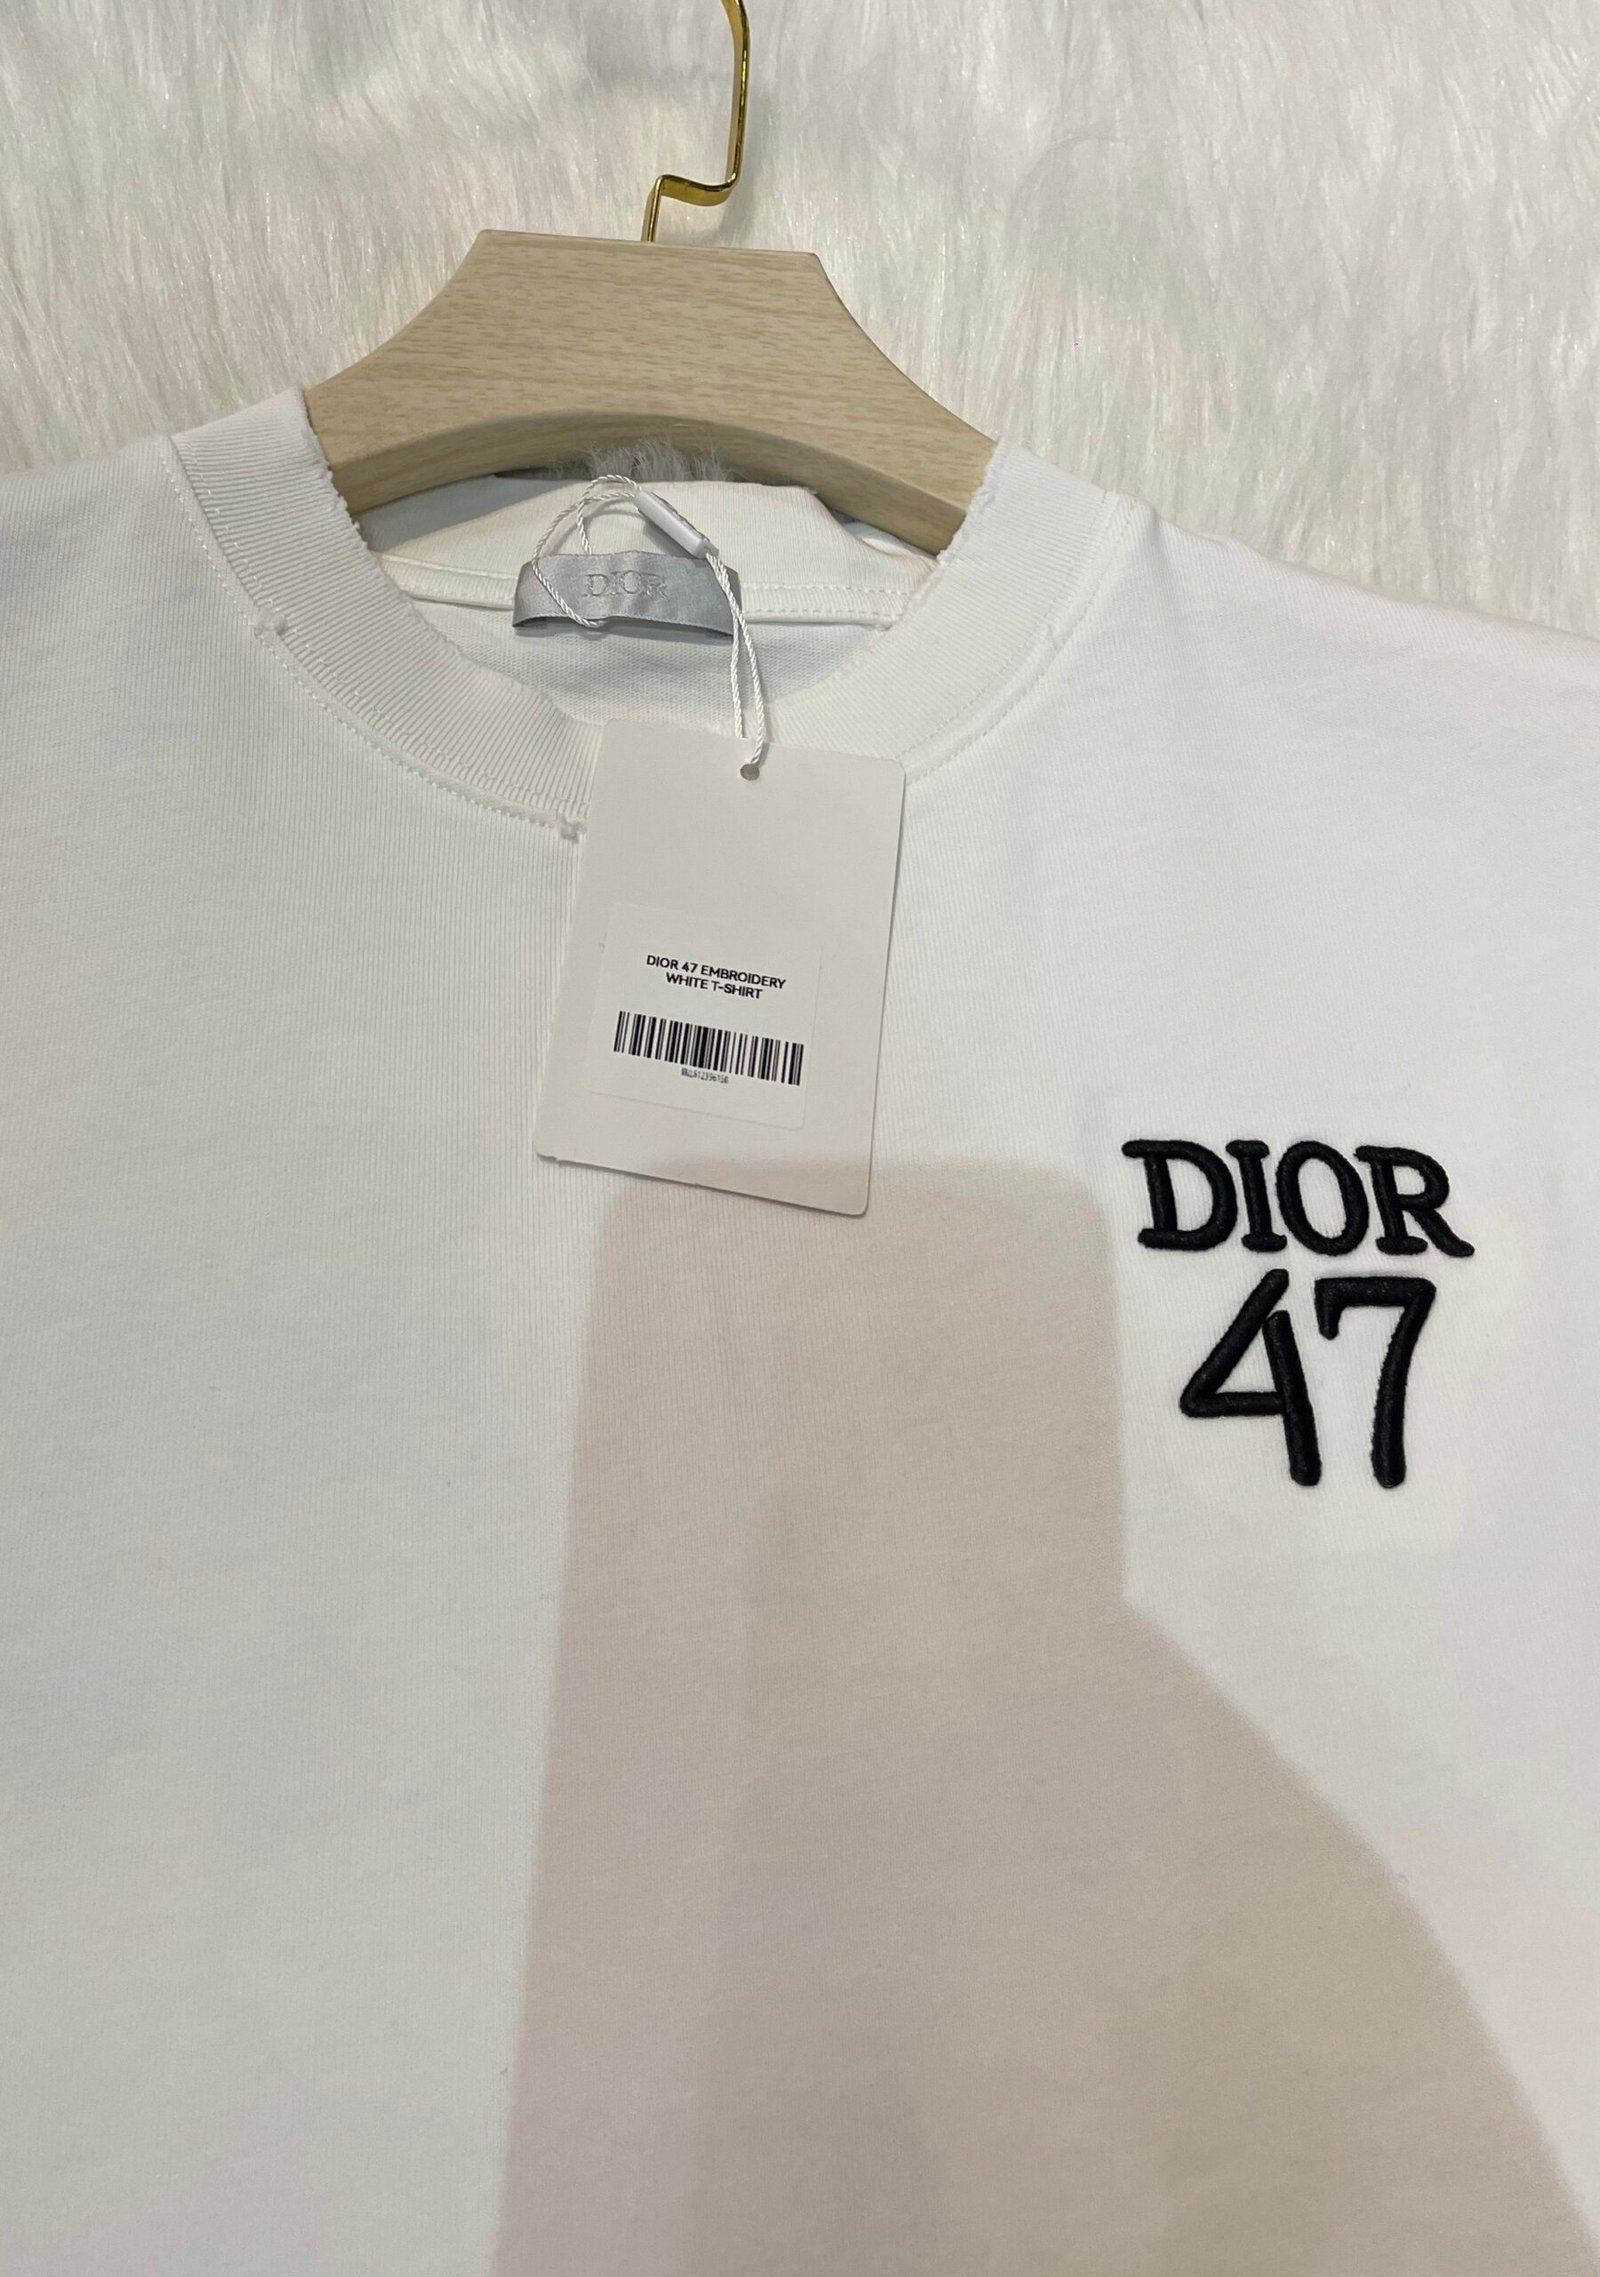 DIOR
DIOR 47 EMBROIDERY
WHITE T-SHIRT
DIOR
47